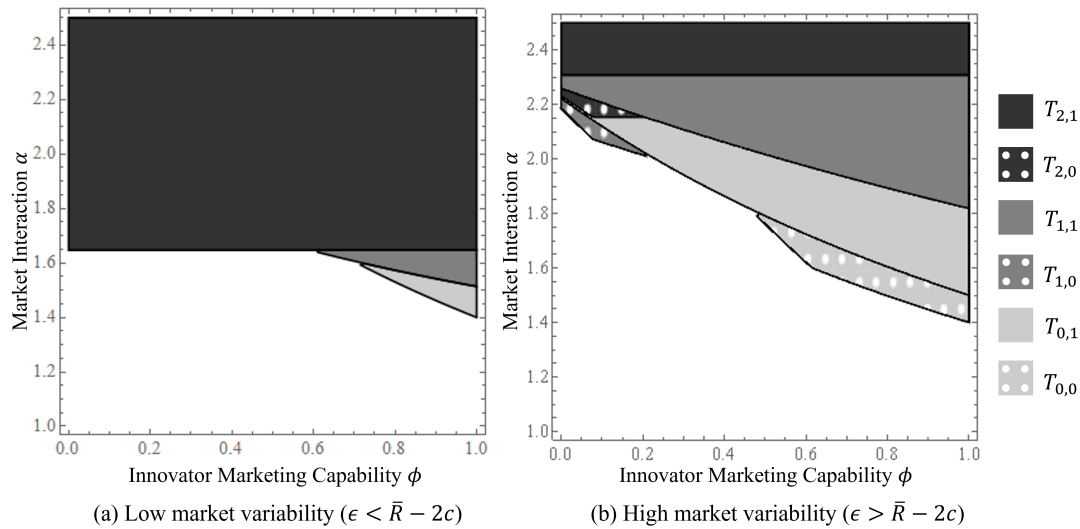 2.4
2.2
2.0
1.8
1.6
1.4
1.2
1.0
Market Interaction α
0.0 0.2 0.4 0.6 0.8 1.0
Innovator Marketing Capability ϕ
(a) Low market variability (ϵ < R̄ − 2c)
2.4
2.2
2.0
1.8
1.6
1.4
1.2
1.0
Market Interaction α
0.0 0.2 0.4 0.6 0.8 1.0
Innovator Marketing Capability ϕ
(b) High market variability (ϵ > R̄ − 2c)
T₂,₁
T₂,₀
T₁,₁
T₁,₀
T₀,₁
T₀,₀